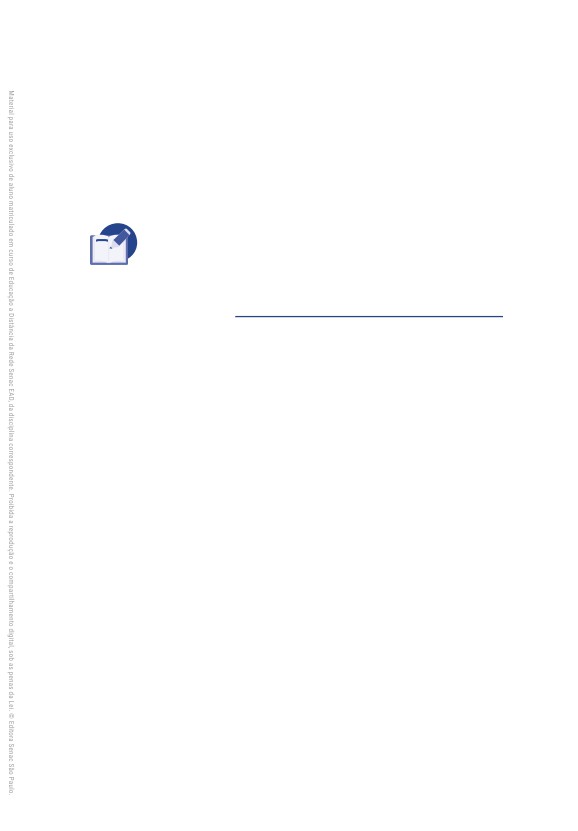 Material para uso exclusivo de aluno matriculado em curso de Educação a Distância da Rede Senac EAD, da disciplina correspondente. Proibida a reprodução e o compartilhamento digital, sob as penas da Lei. © Editora Senac São Paulo.